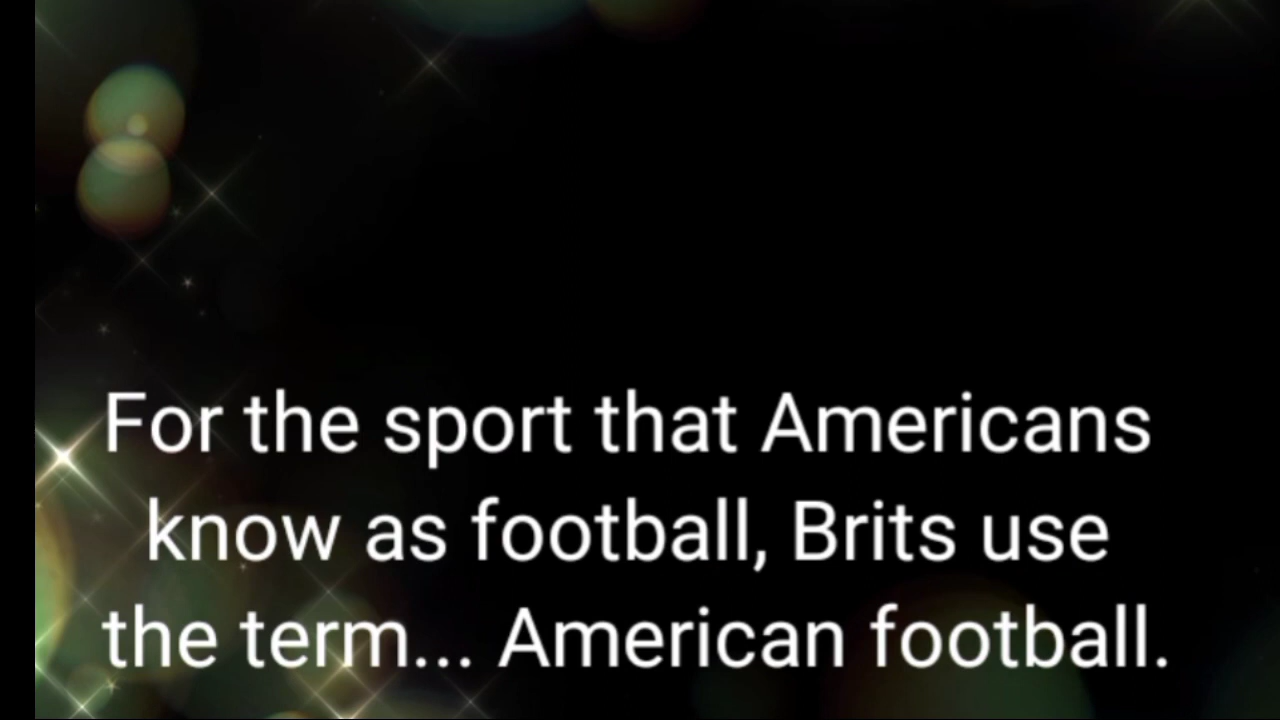 For the sport that Americans
know as football, Brits use
the term... American football.